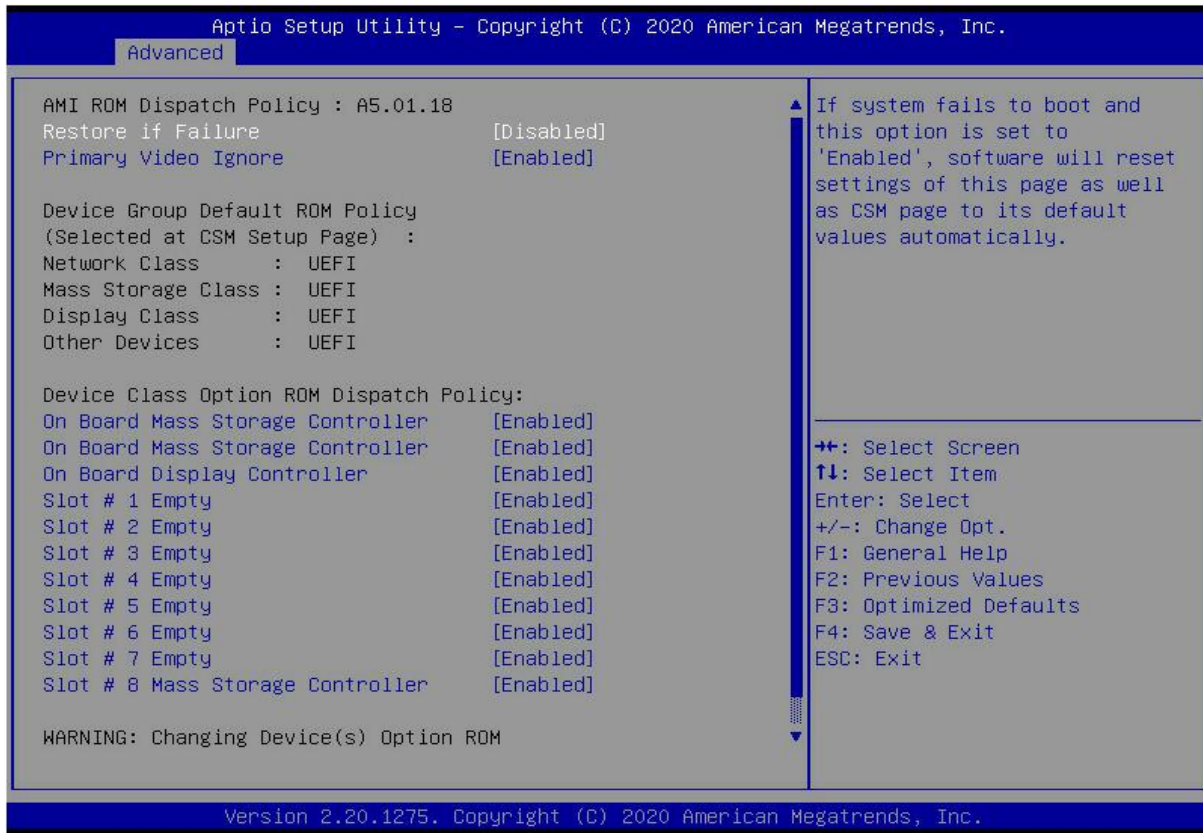 Aptio Setup Utility – Copyright (C) 2020 American Megatrends, Inc.
Advanced
AMI ROM Dispatch Policy : A5.01.18
Restore if Failure [Disabled]
Primary Video Ignore [Enabled]
Device Group Default ROM Policy
(Selected at CSM Setup Page) :
Network Class : UEFI
Mass Storage Class : UEFI
Display Class : UEFI
Other Devices : UEFI
Device Class Option ROM Dispatch Policy:
On Board Mass Storage Controller [Enabled]
On Board Mass Storage Controller [Enabled]
On Board Display Controller [Enabled]
Slot # 1 Empty [Enabled]
Slot # 2 Empty [Enabled]
Slot # 3 Empty [Enabled]
Slot # 4 Empty [Enabled]
Slot # 5 Empty [Enabled]
Slot # 6 Empty [Enabled]
Slot # 7 Empty [Enabled]
Slot # 8 Mass Storage Controller [Enabled]
WARNING: Changing Device(s) Option ROM
If system fails to boot and
this option is set to
'Enabled', software will reset
settings of this page as well
as CSM page to its default
values automatically.
→←: Select Screen
↑↓: Select Item
Enter: Select
+/-: Change Opt.
F1: General Help
F2: Previous Values
F3: Optimized Defaults
F4: Save & Exit
ESC: Exit
Version 2.20.1275. Copyright (C) 2020 American Megatrends, Inc.